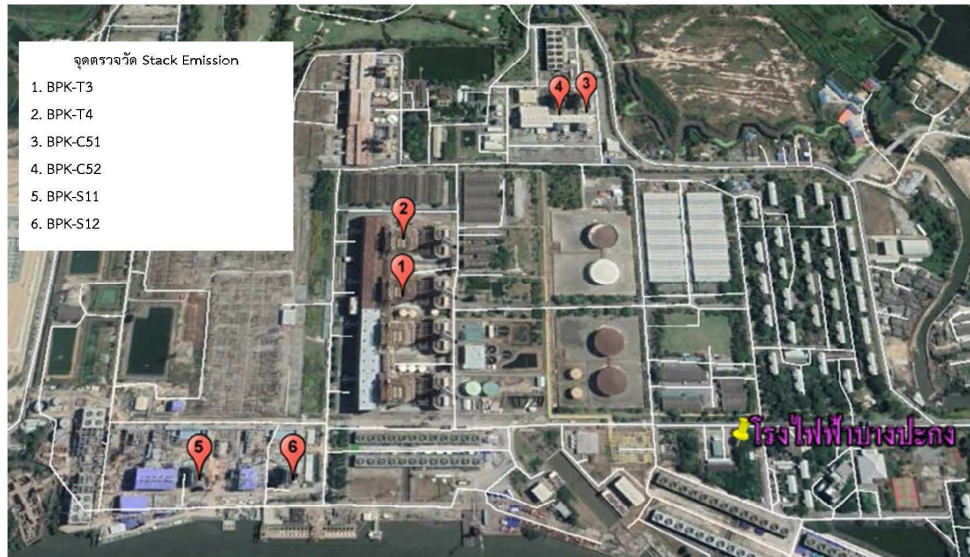 จุดตรวจวัด Stack Emission
1. BPK-T3
2. BPK-T4
3. BPK-C51
4. BPK-C52
5. BPK-S11
6. BPK-S12
4
3
2
1
โรงไฟฟ้าบางปะกง
5
6